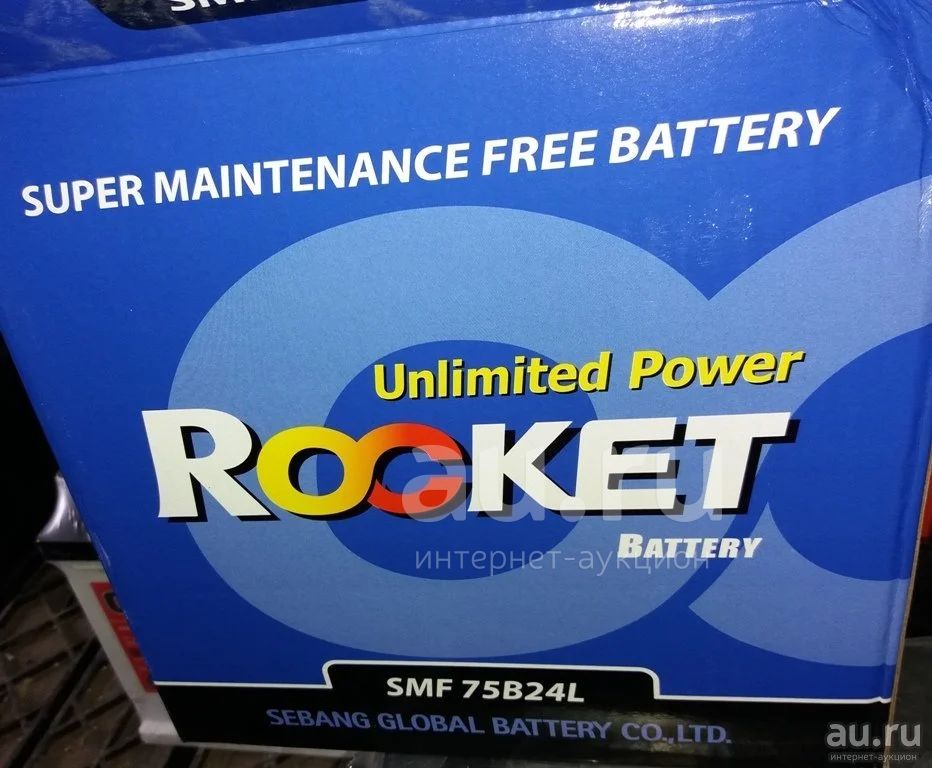 SUPER MAINTENANCE FREE BATTERY
Unlimited Power
ROCKET
BATTERY
au.ru
интернет-аукцион
SMF 75B24L
SEBANG GLOBAL BATTERY CO.,LTD.
au.ru
интернет-аукцион